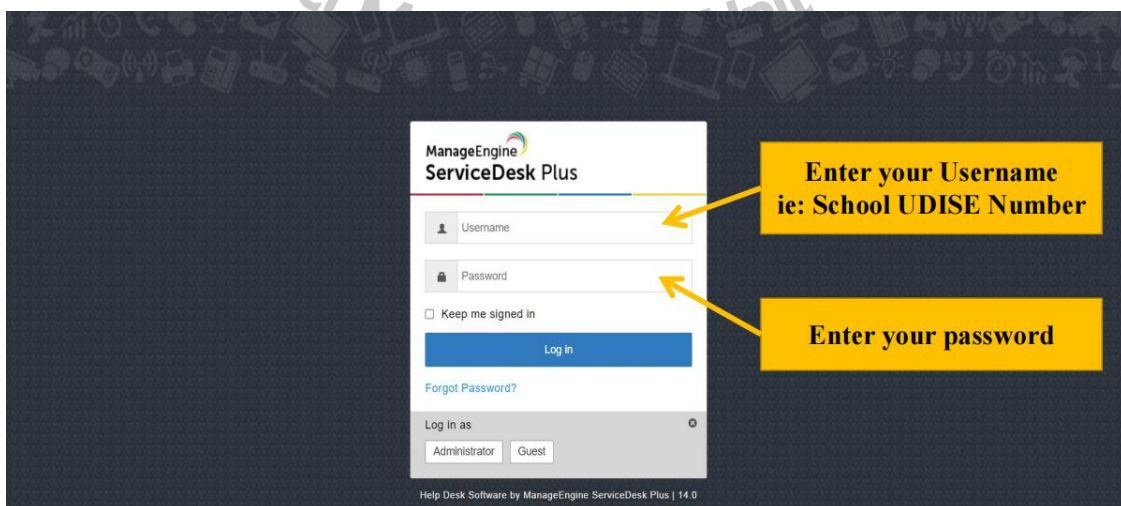 ManageEngine
ServiceDesk Plus
Username
Password
Keep me signed in
Log in
Forgot Password?
Log in as
Administrator
Guest
Help Desk Software by ManageEngine ServiceDesk Plus | 14.0
Enter your Username
ie: School UDISE Number
Enter your password